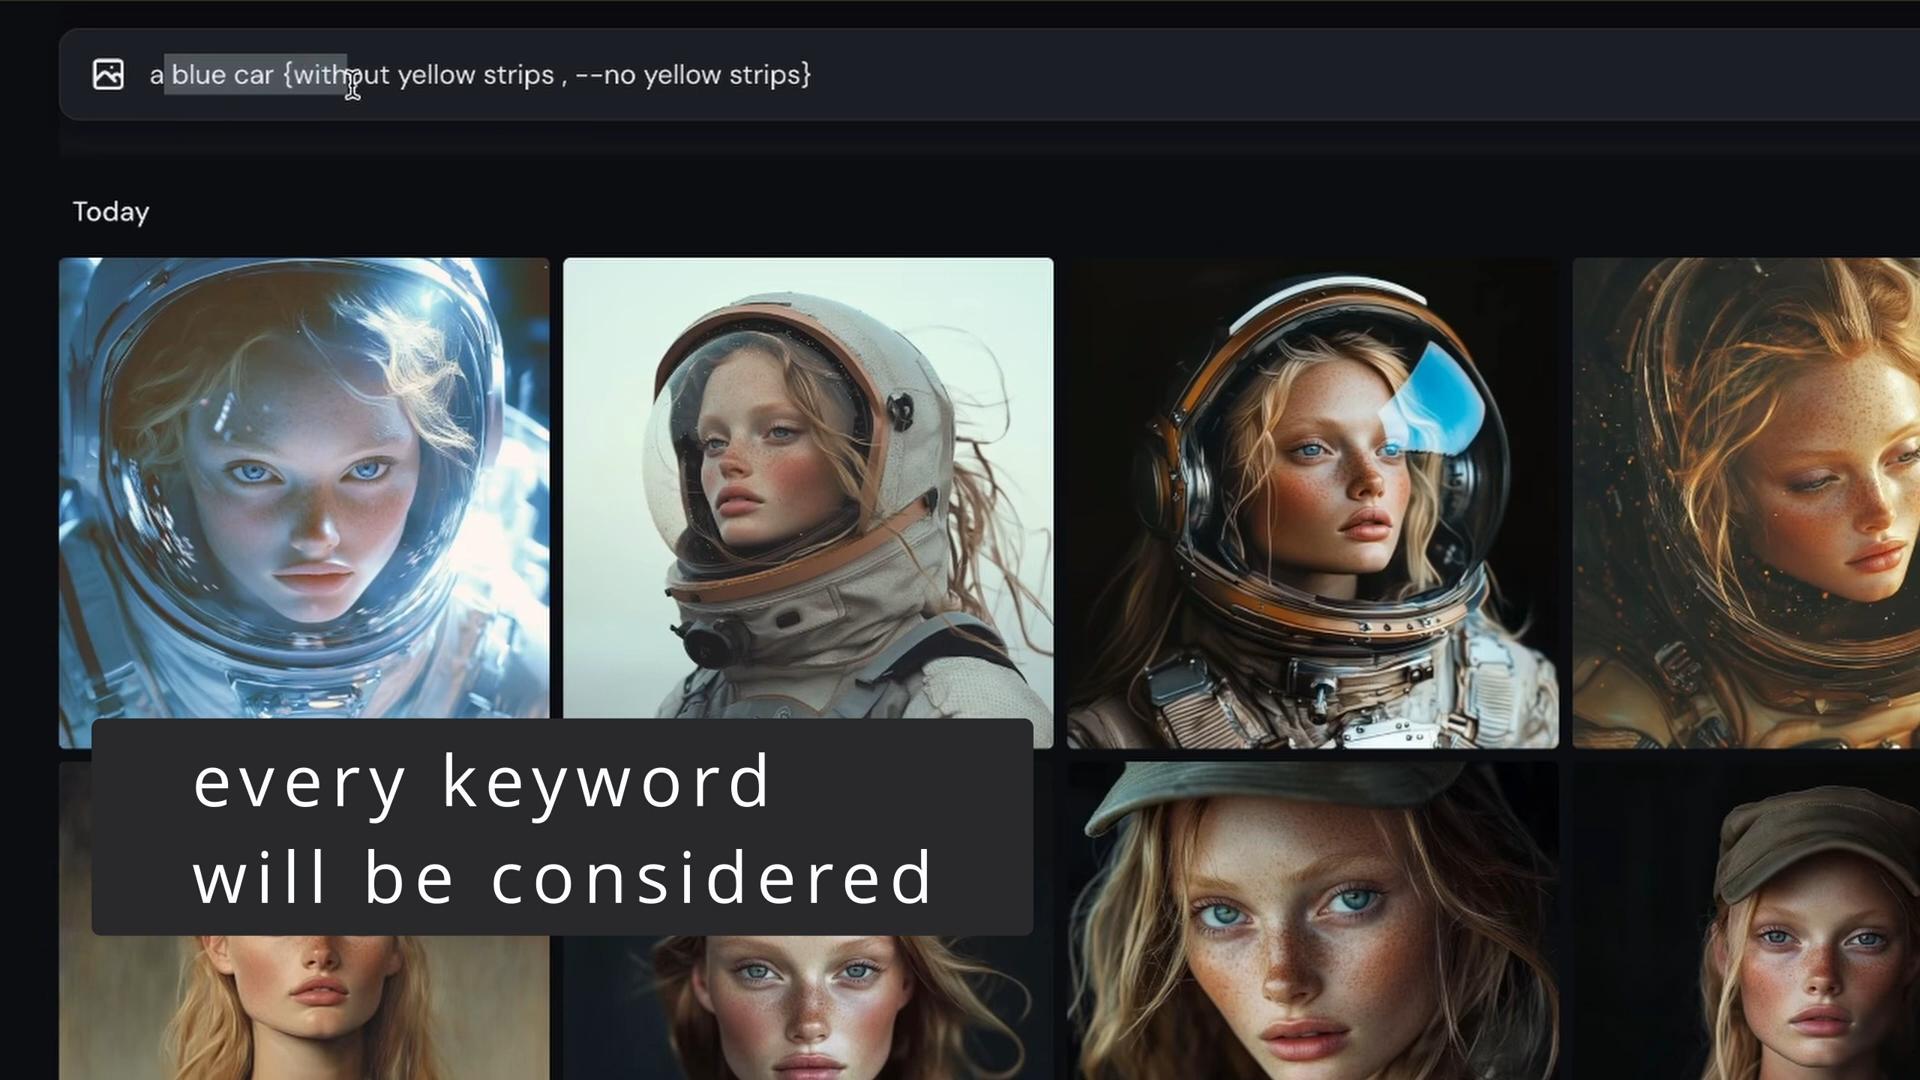 a blue car {without yellow strips , --no yellow strips}
Today
every keyword
will be considered